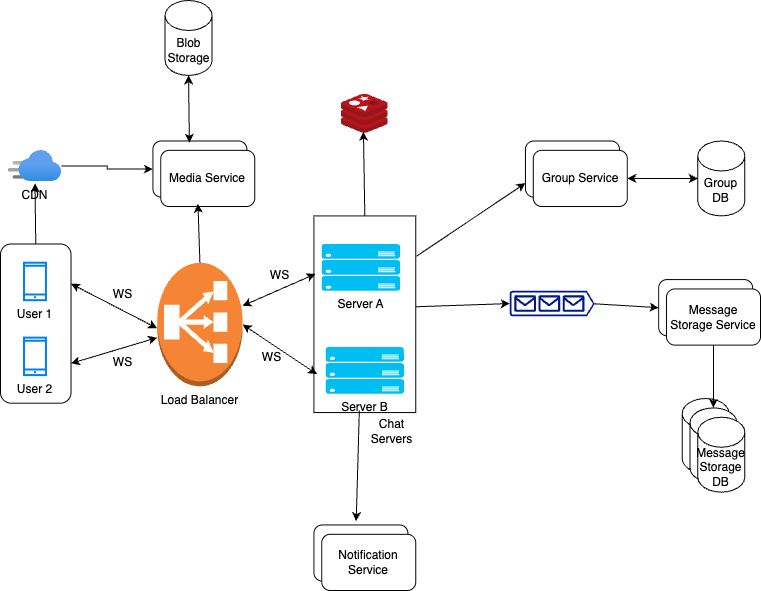 Blob
Storage
Media Service
CDN
Group Service
Group
DB
User 1
User 2
WS
WS
Load Balancer
WS
WS
Server A
Server B
Chat
Servers
Message
Storage Service
Message
Storage
DB
Notification
Service